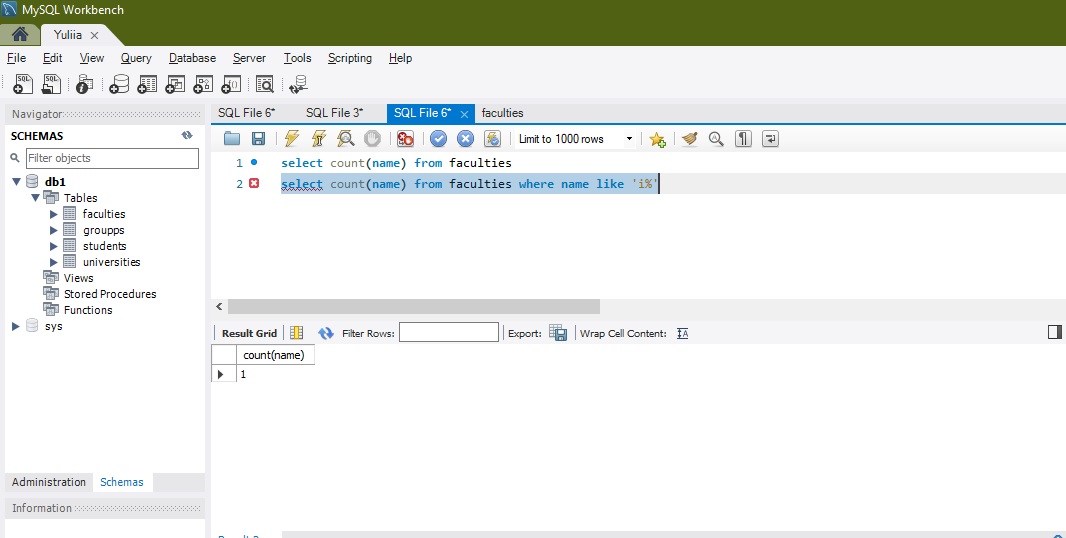 MySQL Workbench
Yuliia
File Edit View Query Database Server Tools Scripting Help
Navigator
SCHEMAS
Filter objects
db1
Tables
faculties
groupps
students
universities
Views
Stored Procedures
Functions
sys
Administration Schemas
Information
SQL File 6* SQL File 3* SQL File 6* faculties
Limit to 1000 rows
1 select count(name) from faculties
2 select count(name) from faculties where name like 'i%'
Result Grid Filter Rows: Export: Wrap Cell Content:
count(name)
1